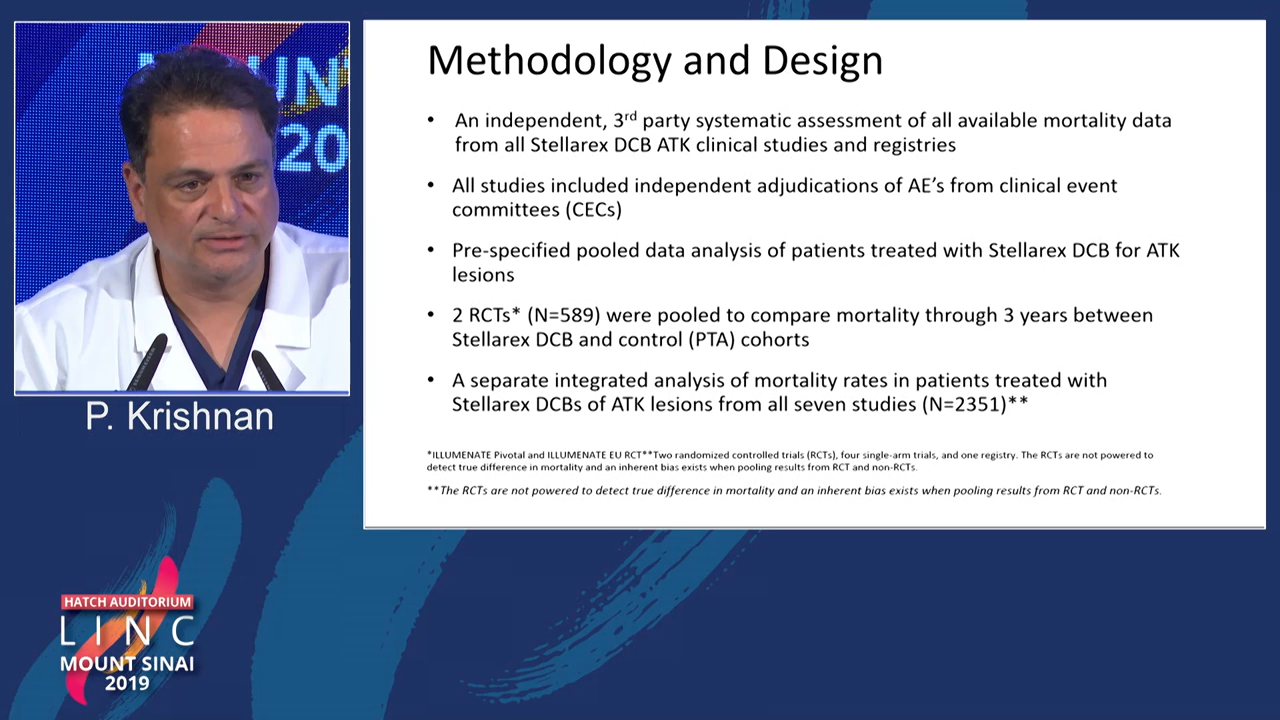 MOUNT
20
P. Krishnan
HATCH AUDITORIUM
LINC
MOUNT SINAI
2019
Methodology and Design
• An independent, 3rd party systematic assessment of all available mortality data
from all Stellarex DCB ATK clinical studies and registries
• All studies included independent adjudications of AE’s from clinical event
committees (CECs)
• Pre-specified pooled data analysis of patients treated with Stellarex DCB for ATK
lesions
• 2 RCTs* (N=589) were pooled to compare mortality through 3 years between
Stellarex DCB and control (PTA) cohorts
• A separate integrated analysis of mortality rates in patients treated with
Stellarex DCBs of ATK lesions from all seven studies (N=2351)**
*ILLUMENATE Pivotal and ILLUMENATE EU RCT**Two randomized controlled trials (RCTs), four single-arm trials, and one registry. The RCTs are not powered to
detect true difference in mortality and an inherent bias exists when pooling results from RCT and non-RCTs.
**The RCTs are not powered to detect true difference in mortality and an inherent bias exists when pooling results from RCT and non-RCTs.